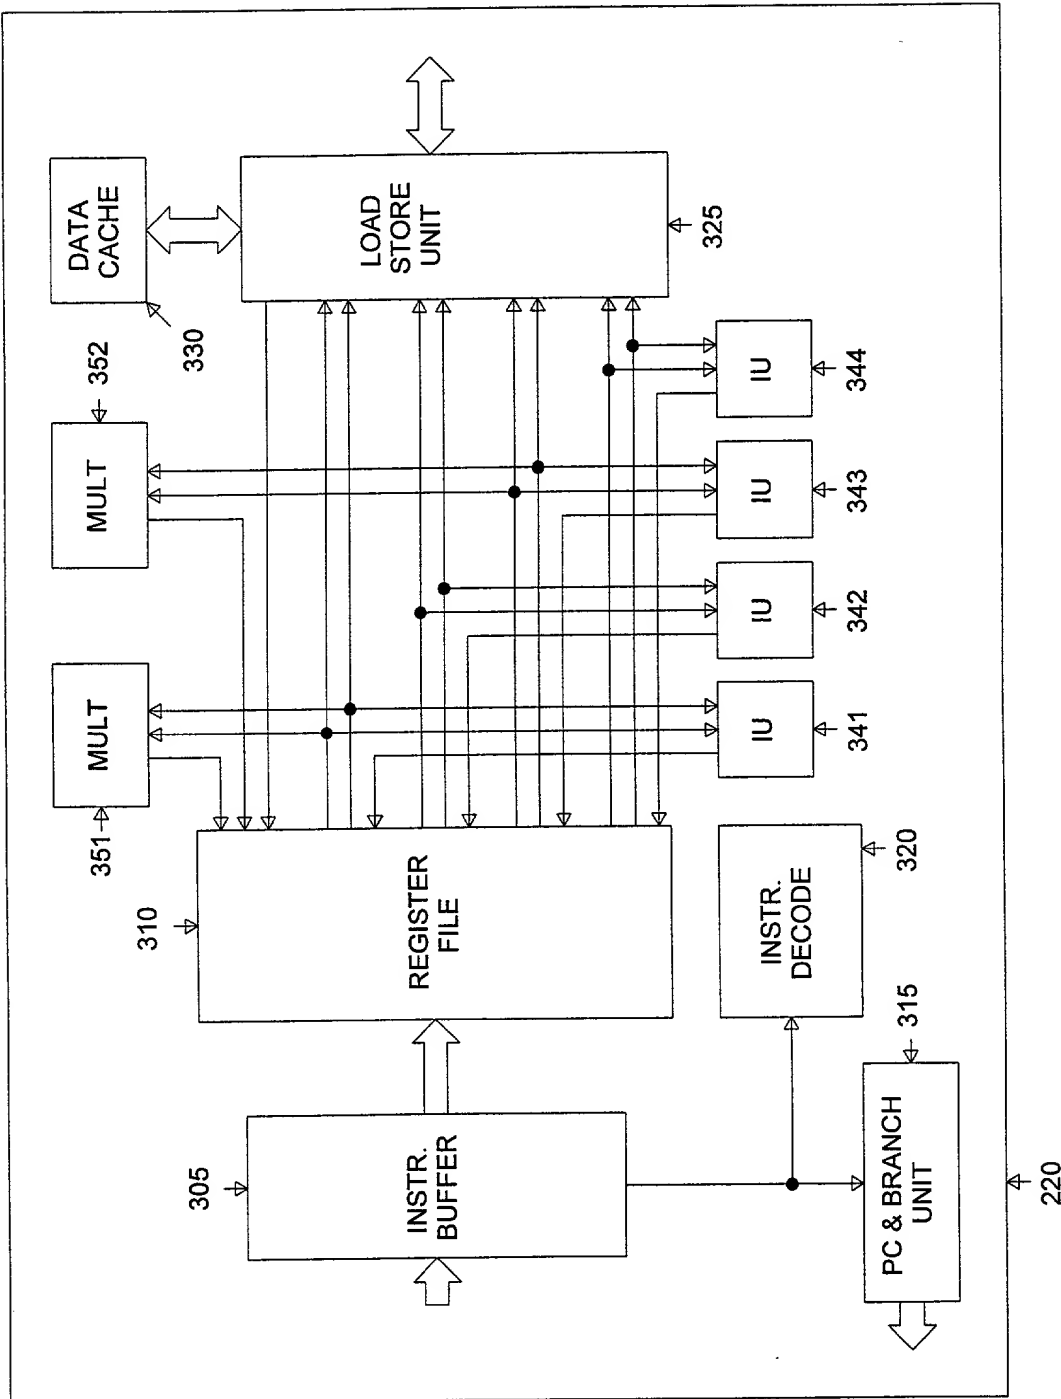 DATA
CACHE
330
352
MULT
351
MULT
310
305
LOAD
STORE
UNIT
325
REGISTER
FILE
INSTR.
BUFFER
IU
344
IU
343
IU
342
IU
341
INSTR.
DECODE
320
315
PC & BRANCH
UNIT
220